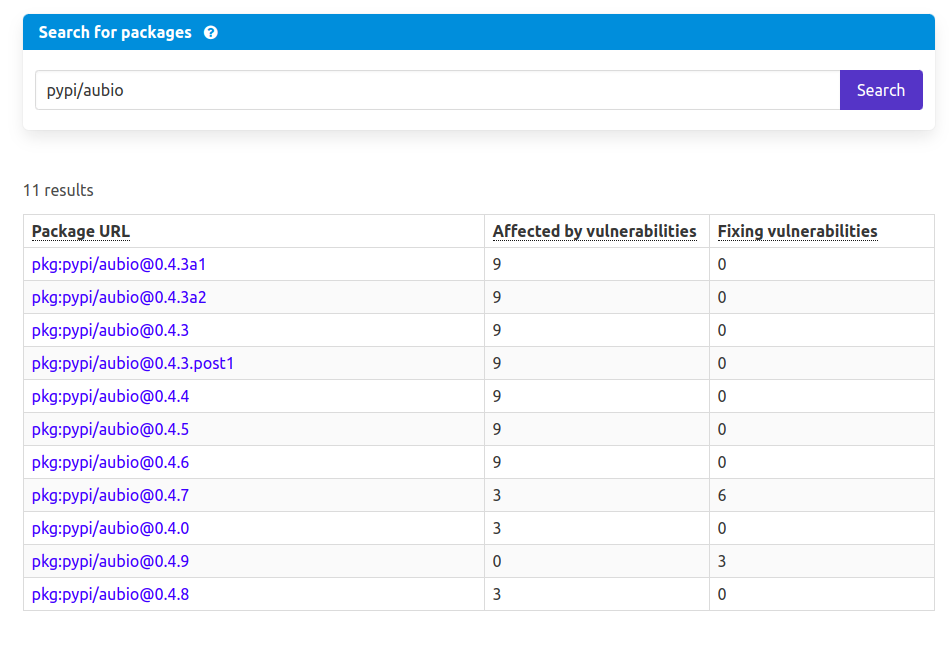 Search for packages
pypi/aubio
Search
11 results
Package URL Affected by vulnerabilities Fixing vulnerabilities
pkg:pypi/aubio@0.4.3a1 9 0
pkg:pypi/aubio@0.4.3a2 9 0
pkg:pypi/aubio@0.4.3 9 0
pkg:pypi/aubio@0.4.3.post1 9 0
pkg:pypi/aubio@0.4.4 9 0
pkg:pypi/aubio@0.4.5 9 0
pkg:pypi/aubio@0.4.6 9 0
pkg:pypi/aubio@0.4.7 3 6
pkg:pypi/aubio@0.4.0 3 0
pkg:pypi/aubio@0.4.9 0 3
pkg:pypi/aubio@0.4.8 3 0